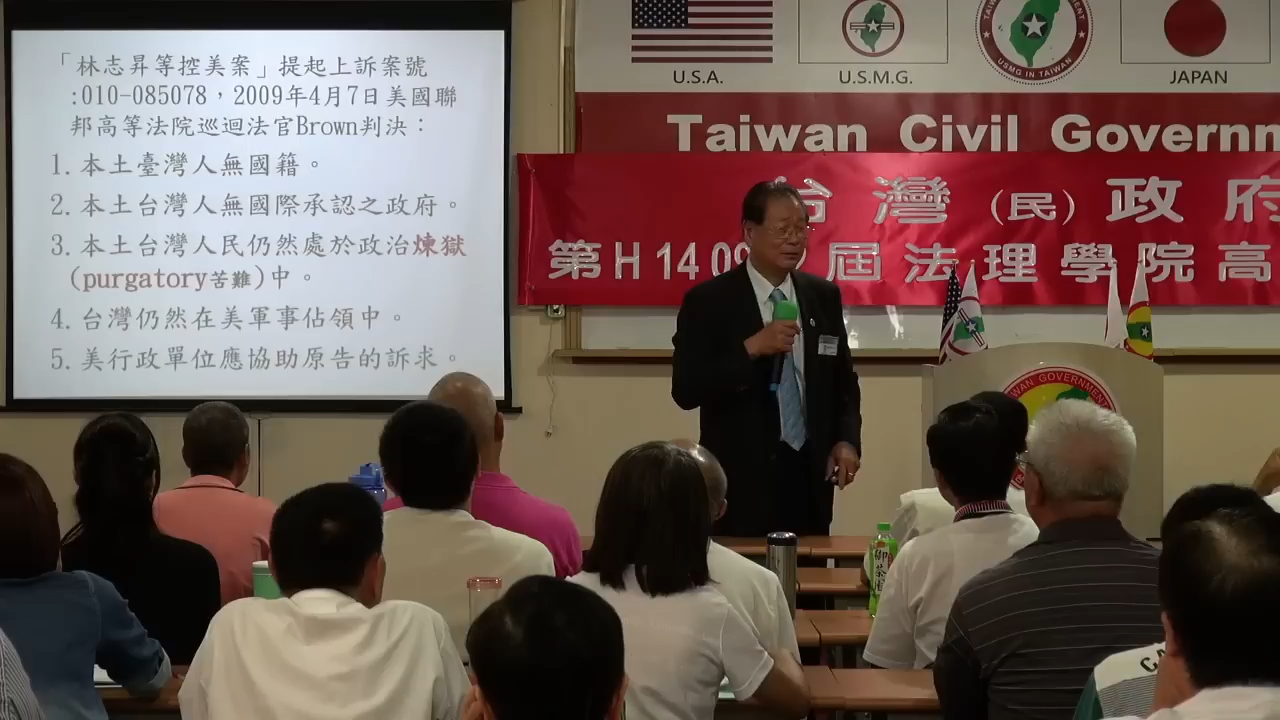 「林志昇等控美案」提起上訴案號
:010-085078，2009年4月7日美國聯
邦高等法院巡迴法官Brown判決：
1. 本土臺灣人無國籍。
2. 本土台灣人無國際承認之政府。
3. 本土台灣人民仍然處於政治煉獄
(purgatory苦難)中。
4. 台灣仍然在美軍事佔領中。
5. 美行政單位應協助原告的訴求。
U.S.A.
U.S.M.G.
USMG IN TAIWAN
JAPAN
Taiwan Civil Governm
台灣(民)政府
第H1409
屆法理學院高
WAN GOVERNMENT